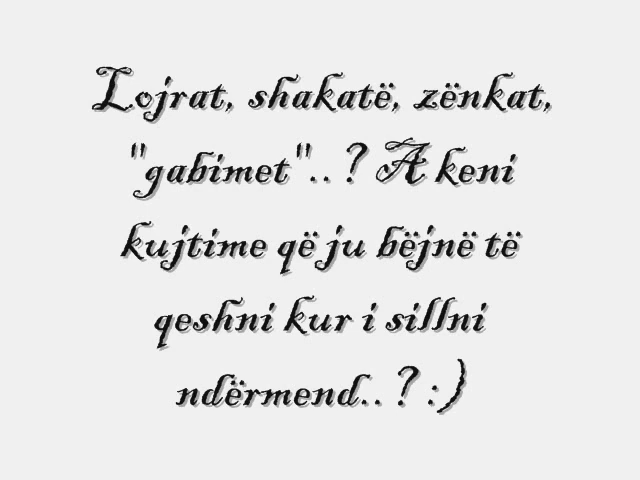 Lojrat, shakatë, zënkat,
"gabimet"..? A keni
kujtime që ju bëjnë të
qeshni kur i sillni
ndërmend..? :)